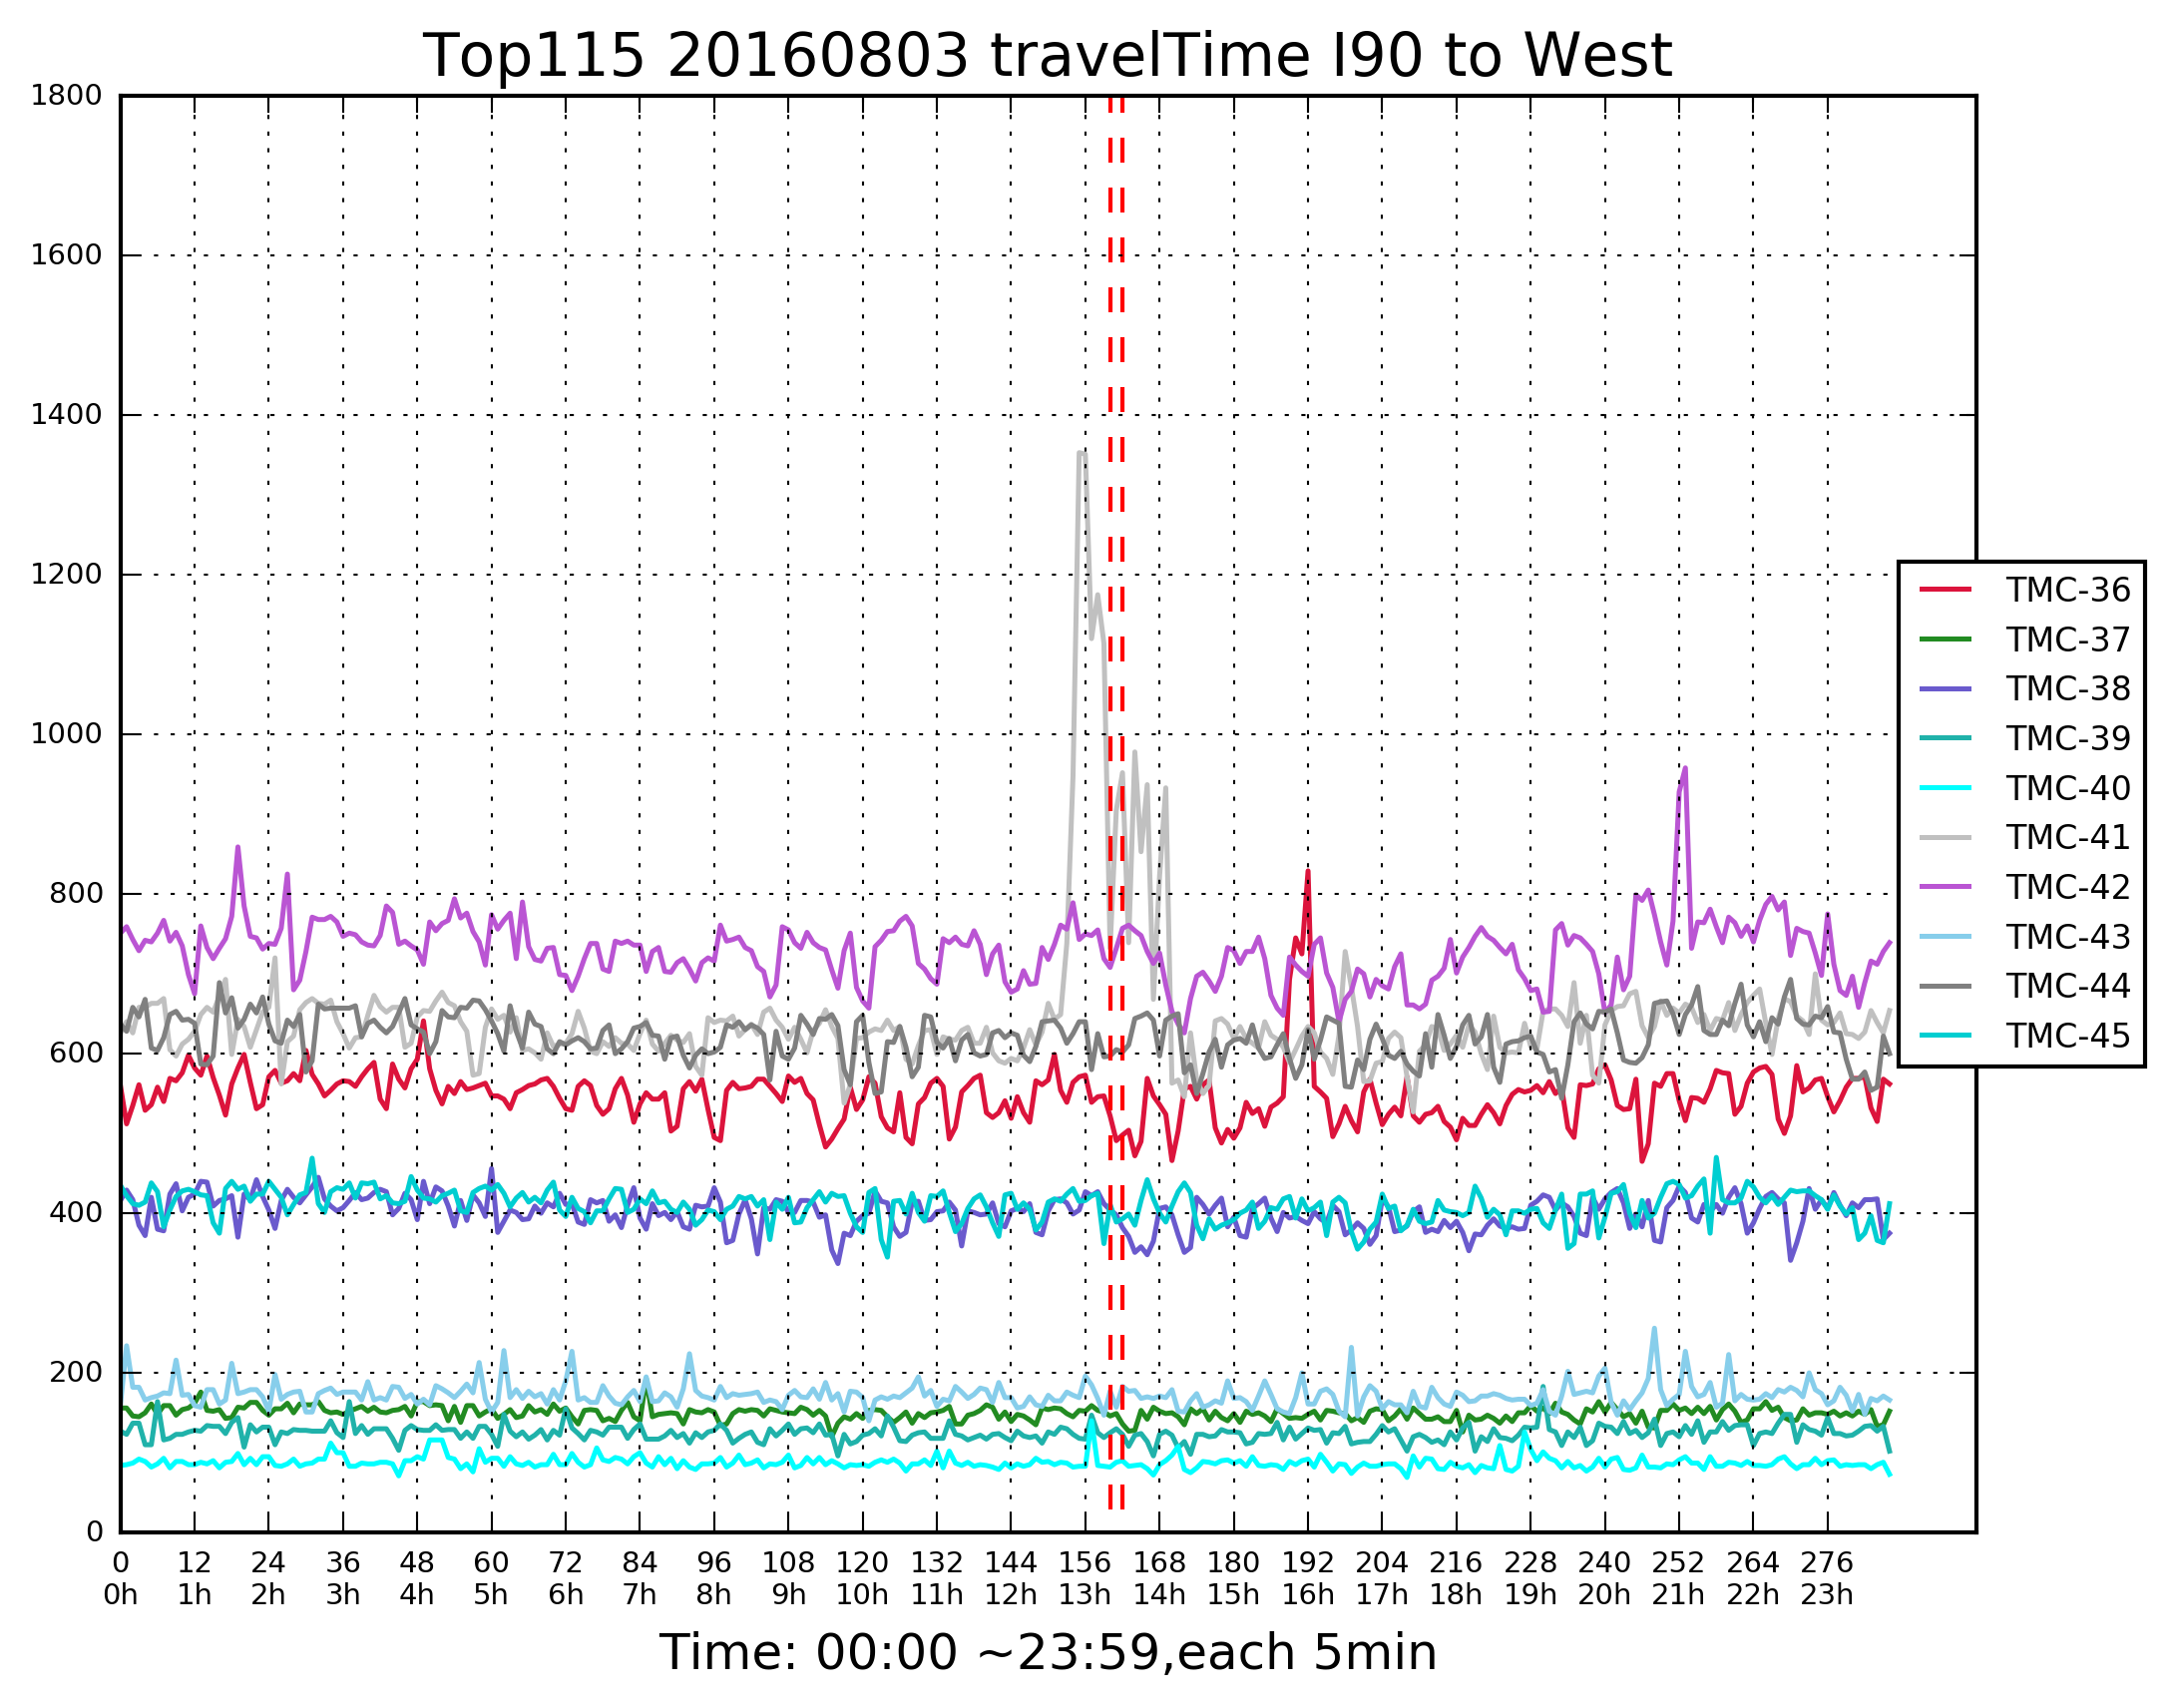 Top115 20160803 travelTime I90 to West
1800
1600
1400
1200
1000
800
600
400
200
0
TMC-36
TMC-37
TMC-38
TMC-39
TMC-40
TMC-41
TMC-42
TMC-43
TMC-44
TMC-45
0 12 24 36 48 60 72 84 96 108 120 132 144 156 168 180 192 204 216 228 240 252 264 276
0h 1h 2h 3h 4h 5h 6h 7h 8h 9h 10h 11h 12h 13h 14h 15h 16h 17h 18h 19h 20h 21h 22h 23h
Time: 00:00 ~23:59,each 5min